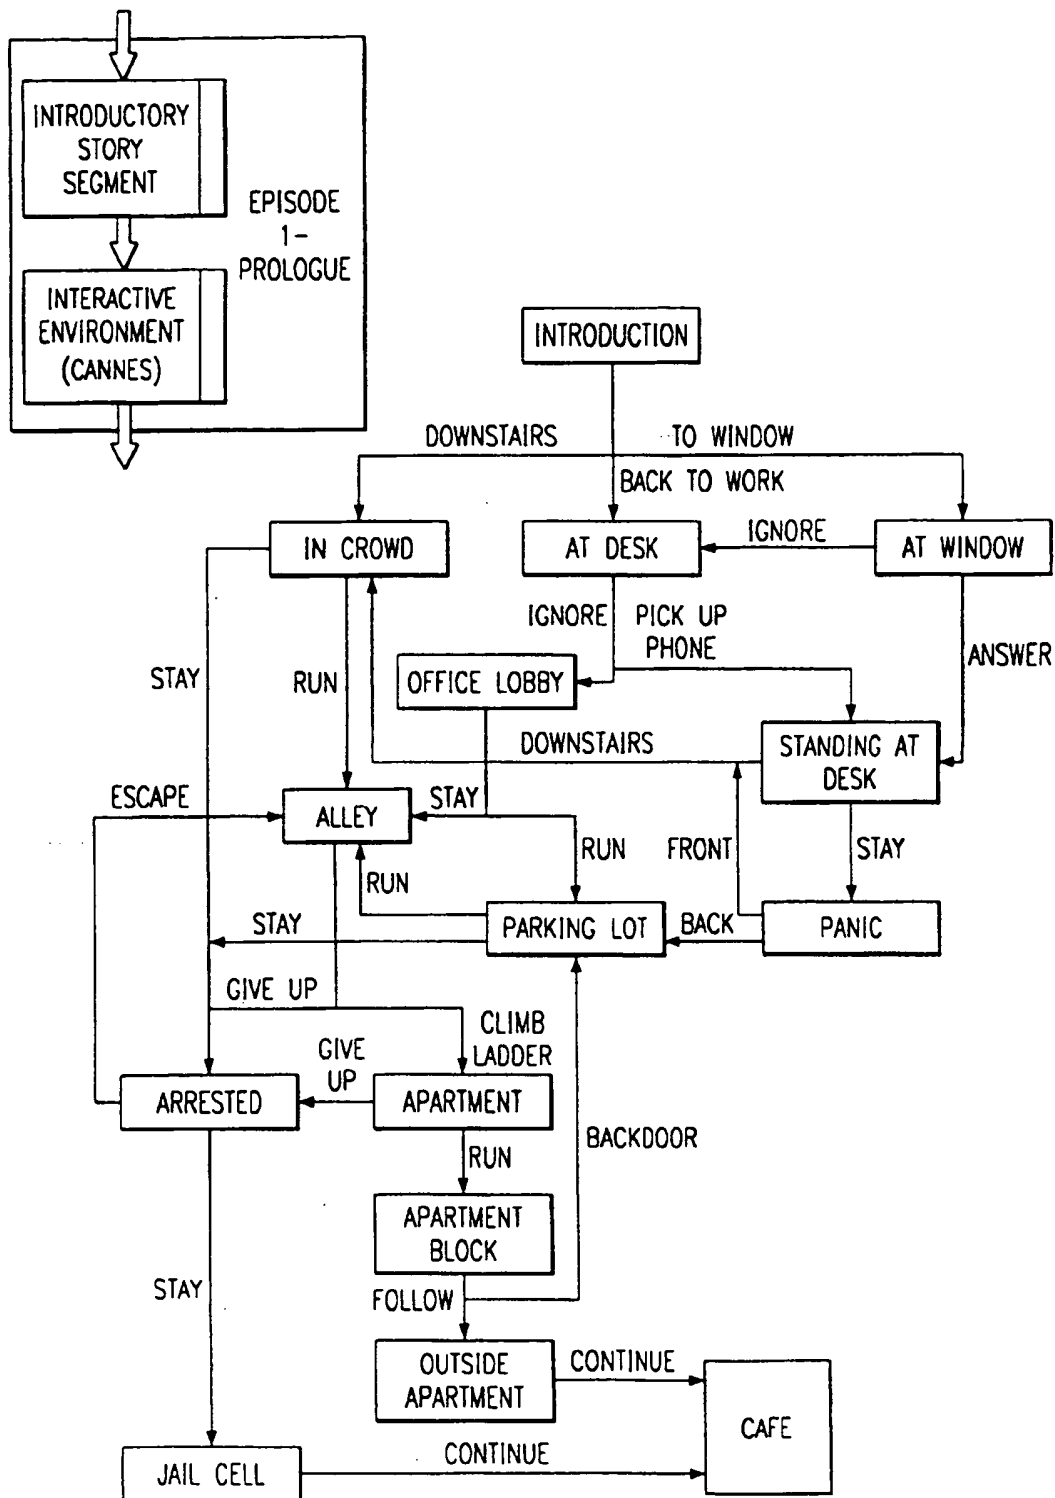 INTRODUCTORY
STORY
SEGMENT
EPISODE
1-
PROLOGUE
INTERACTIVE
ENVIRONMENT
(CANNES)
INTRODUCTION
DOWNSTAIRS
TO WINDOW
BACK TO WORK
IN CROWD
AT DESK
IGNORE
AT WINDOW
IGNORE
PICK UP
PHONE
ANSWER
STAY
RUN
OFFICE LOBBY
DOWNSTAIRS
STANDING AT
DESK
ESCAPE
ALLEY
STAY
RUN
FRONT
STAY
RUN
STAY
PARKING LOT
BACK
PANIC
GIVE UP
CLIMB
LADDER
GIVE
UP
ARRESTED
APARTMENT
BACKDOOR
RUN
APARTMENT
BLOCK
STAY
FOLLOW
OUTSIDE
APARTMENT
CONTINUE
CAFE
JAIL CELL
CONTINUE